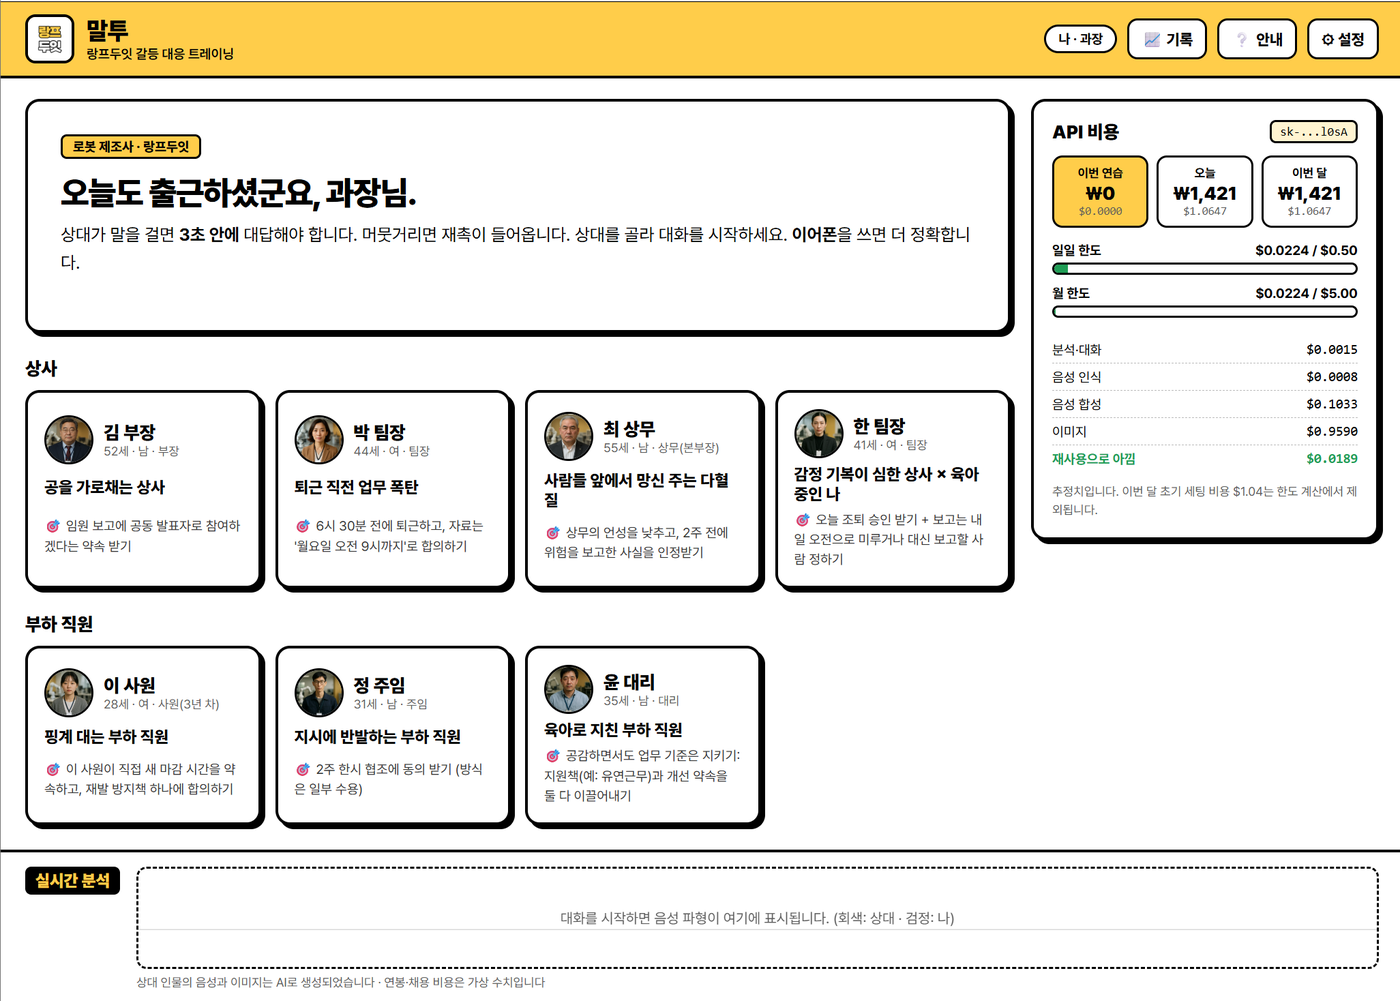 랑프
두잇
말투
랑프두잇 갈등 대응 트레이닝
나 · 과장
기록
안내
설정
로봇 제조사 · 랑프두잇
오늘도 출근하셨군요, 과장님.
상대가 말을 걸면 3초 안에 대답해야 합니다. 머뭇거리면 재촉이 들어옵니다. 상대를 골라 대화를 시작하세요. 이어폰을 쓰면 더 정확합니
다.
API 비용
sk-...l0sA
이번 연습
₩0
$0.0000
오늘
₩1,421
$1.0647
이번 달
₩1,421
$1.0647
일일 한도 $0.0224 / $0.50
월 한도 $0.0224 / $5.00
분석·대화 $0.0015
음성 인식 $0.0008
음성 합성 $0.1033
이미지 $0.9590
재사용으로 아낌 $0.0189
추정치입니다. 이번 달 초기 세팅 비용 $1.04는 한도 계산에서 제
외됩니다.
상사
김 부장
52세 · 남 · 부장
공을 가로채는 상사
임원 보고에 공동 발표자로 참여하
겠다는 약속 받기
박 팀장
44세 · 여 · 팀장
퇴근 직전 업무 폭탄
6시 30분 전에 퇴근하고, 자료는
'월요일 오전 9시까지'로 합의하기
최 상무
55세 · 남 · 상무(본부장)
사람들 앞에서 망신 주는 다혈
질
상무의 언성을 낮추고, 2주 전에
위험을 보고한 사실을 인정받기
한 팀장
41세 · 여 · 팀장
감정 기복이 심한 상사 × 육아
중인 나
오늘 조퇴 승인 받기 + 보고는 내
일 오전으로 미루거나 대신 보고할 사
람 정하기
부하 직원
이 사원
28세 · 여 · 사원(3년 차)
핑계 대는 부하 직원
이 사원이 직접 새 마감 시간을 약
속하고, 재발 방지책 하나에 합의하기
정 주임
31세 · 남 · 주임
지시에 반발하는 부하 직원
2주 한시 협조에 동의 받기 (방식
은 일부 수용)
윤 대리
35세 · 남 · 대리
육아로 지친 부하 직원
공감하면서도 업무 기준은 지키기:
지원책(예: 유연근무)과 개선 약속을
둘 다 이끌어내기
실시간 분석
대화를 시작하면 음성 파형이 여기에 표시됩니다. (회색: 상대 · 검정: 나)
상대 인물의 음성과 이미지는 AI로 생성되었습니다 · 연봉·채용 비용은 가상 수치입니다